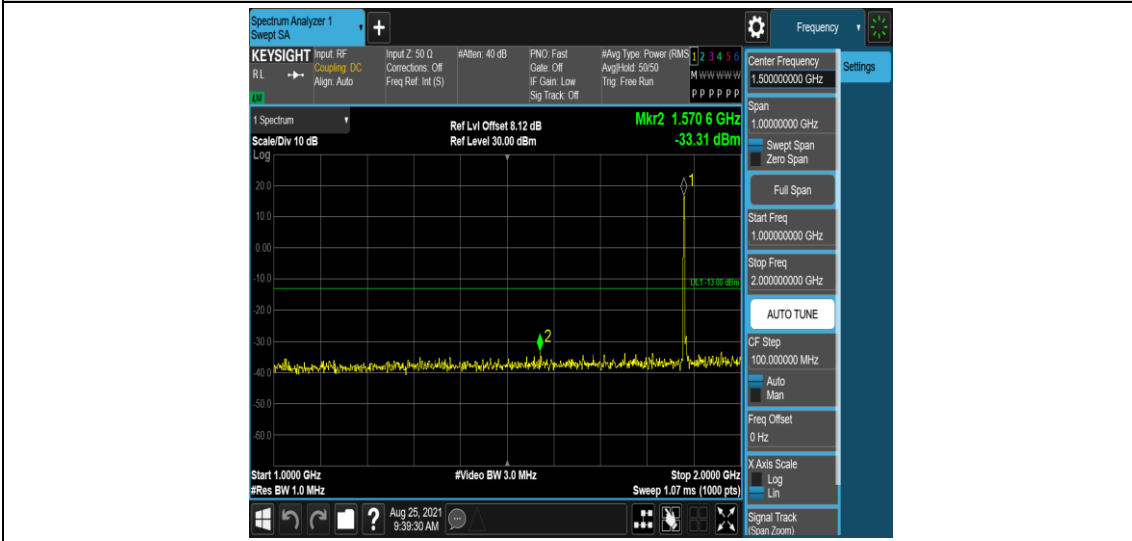 Spectrum Analyzer 1
Swept SA
Frequency
KEYSIGHT
RL
LM
Input: RF
Coupling: DC
Align: Auto
Input Z: 50 Ω
Corrections: Off
Freq Ref: Int (S)
#Atten: 40 dB
PNO: Fast
Gate: Off
IF Gain: Low
Sig Track: Off
#Avg Type: Power (RMS
Avg|Hold: 50/50
Trig: Free Run
1 2 3 4 5 6
M W W W W W
P P P P P P
1 Spectrum
Scale/Div 10 dB
Log
Ref Lvl Offset 8.12 dB
Ref Level 30.00 dBm
Mkr2 1.570 6 GHz
-33.31 dBm
1
20.0
10.0
0.00
-10.0
DL1 -13.00 dBm
-20.0
-30.0
2
-40.0
-50.0
-60.0
Start 1.0000 GHz
#Res BW 1.0 MHz
#Video BW 3.0 MHz
Stop 2.0000 GHz
Sweep 1.07 ms (1000 pts)
?
Aug 25, 2021
9:39:30 AM
Center Frequency
1.500000000 GHz
Settings
Span
1.00000000 GHz
Swept Span
Zero Span
Full Span
Start Freq
1.000000000 GHz
Stop Freq
2.000000000 GHz
AUTO TUNE
CF Step
100.000000 MHz
Auto
Man
Freq Offset
0 Hz
X Axis Scale
Log
Lin
Signal Track
(Span Zoom)